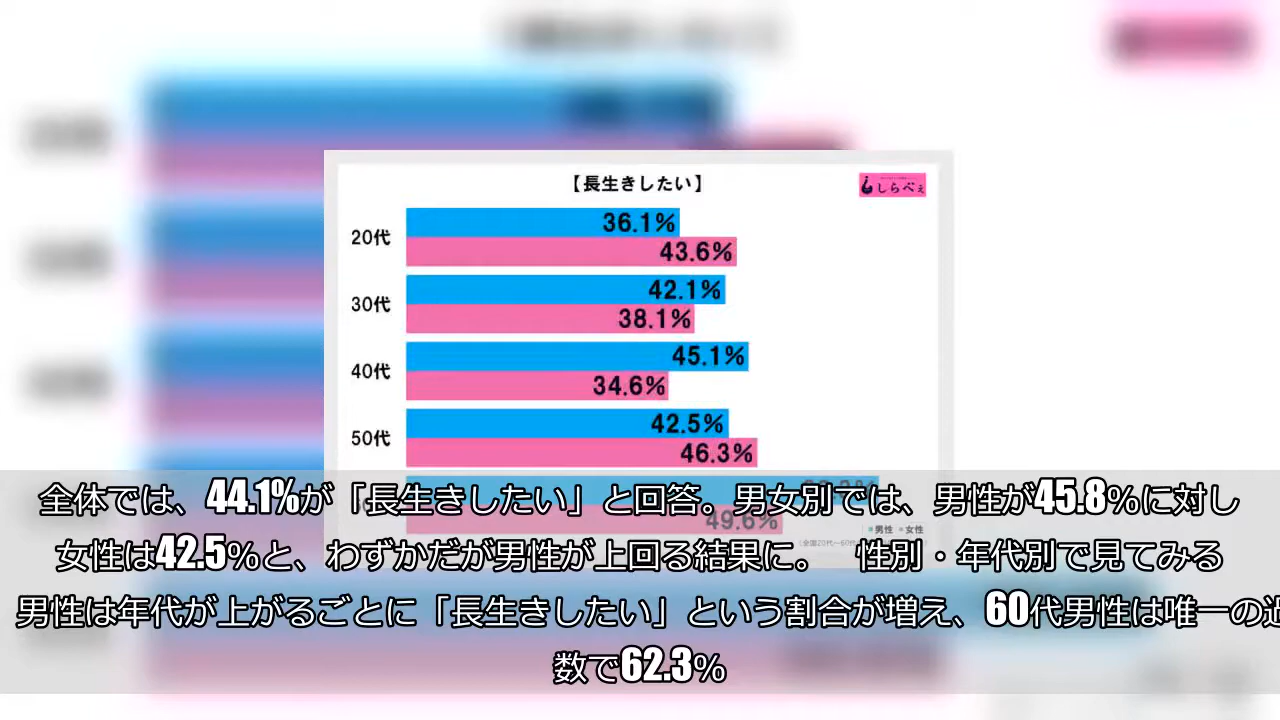 【長生きしたい】
しらべぇ
20代
36.1%
43.6%
30代
42.1%
38.1%
40代
45.1%
34.6%
50代
42.5%
46.3%
49.6%
■男性 ■女性
全体では、44.1%が「長生きしたい」と回答。男女別では、男性が45.8%に対し
女性は42.5%と、わずかだが男性が上回る結果に。　性別・年代別で見てみる
男性は年代が上がるごとに「長生きしたい」という割合が増え、60代男性は唯一の過
数で62.3%